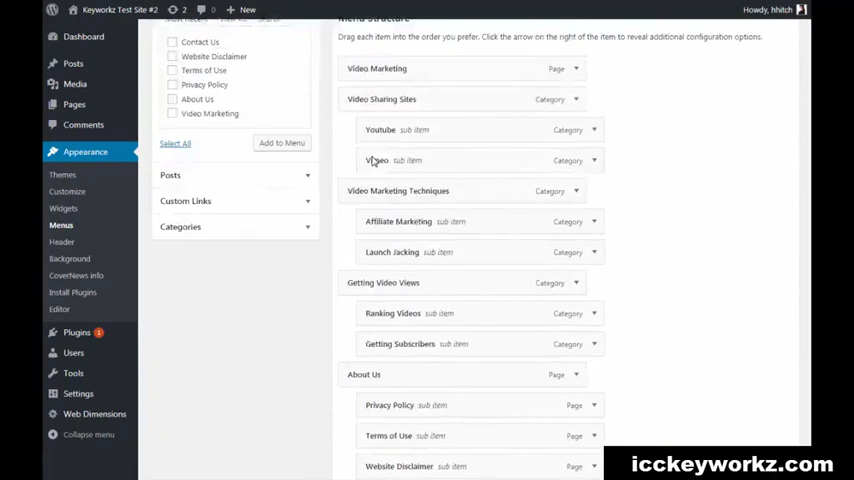 Keyworkz Test Site #2 2 0 + New Howdy, hhitch
Dashboard
Posts
Media
Pages
Comments
Appearance
Themes
Customize
Widgets
Menus
Header
Background
CoverNews info
Install Plugins
Editor
Plugins 1
Users
Tools
Settings
Web Dimensions
Collapse menu
Most Recent View All Search
Contact Us
Website Disclaimer
Terms of Use
Privacy Policy
About Us
Video Marketing
Select All Add to Menu
Posts
Custom Links
Categories
Menu Structure
Drag each item into the order you prefer. Click the arrow on the right of the item to reveal additional configuration options.
Video Marketing Page
Video Sharing Sites Category
Youtube sub item Category
sub item Category
Video Marketing Techniques Category
Affiliate Marketing sub item Category
Launch Jacking sub item Category
Getting Video Views Category
Ranking Videos sub item Category
Getting Subscribers sub item Category
About Us Page
Privacy Policy sub item Page
Terms of Use sub item Page
Website Disclaimer sub item Page
icckeyworkz.com